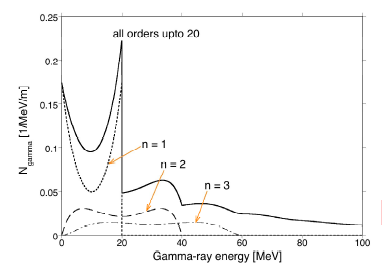 0.25
all orders upto 20
0.2
0.15
n = 1
0.1
n = 2
0.05
n = 3
0
0 20 40 60 80 100
N gamma [1/MeV/m]
Gamma-ray energy [MeV]